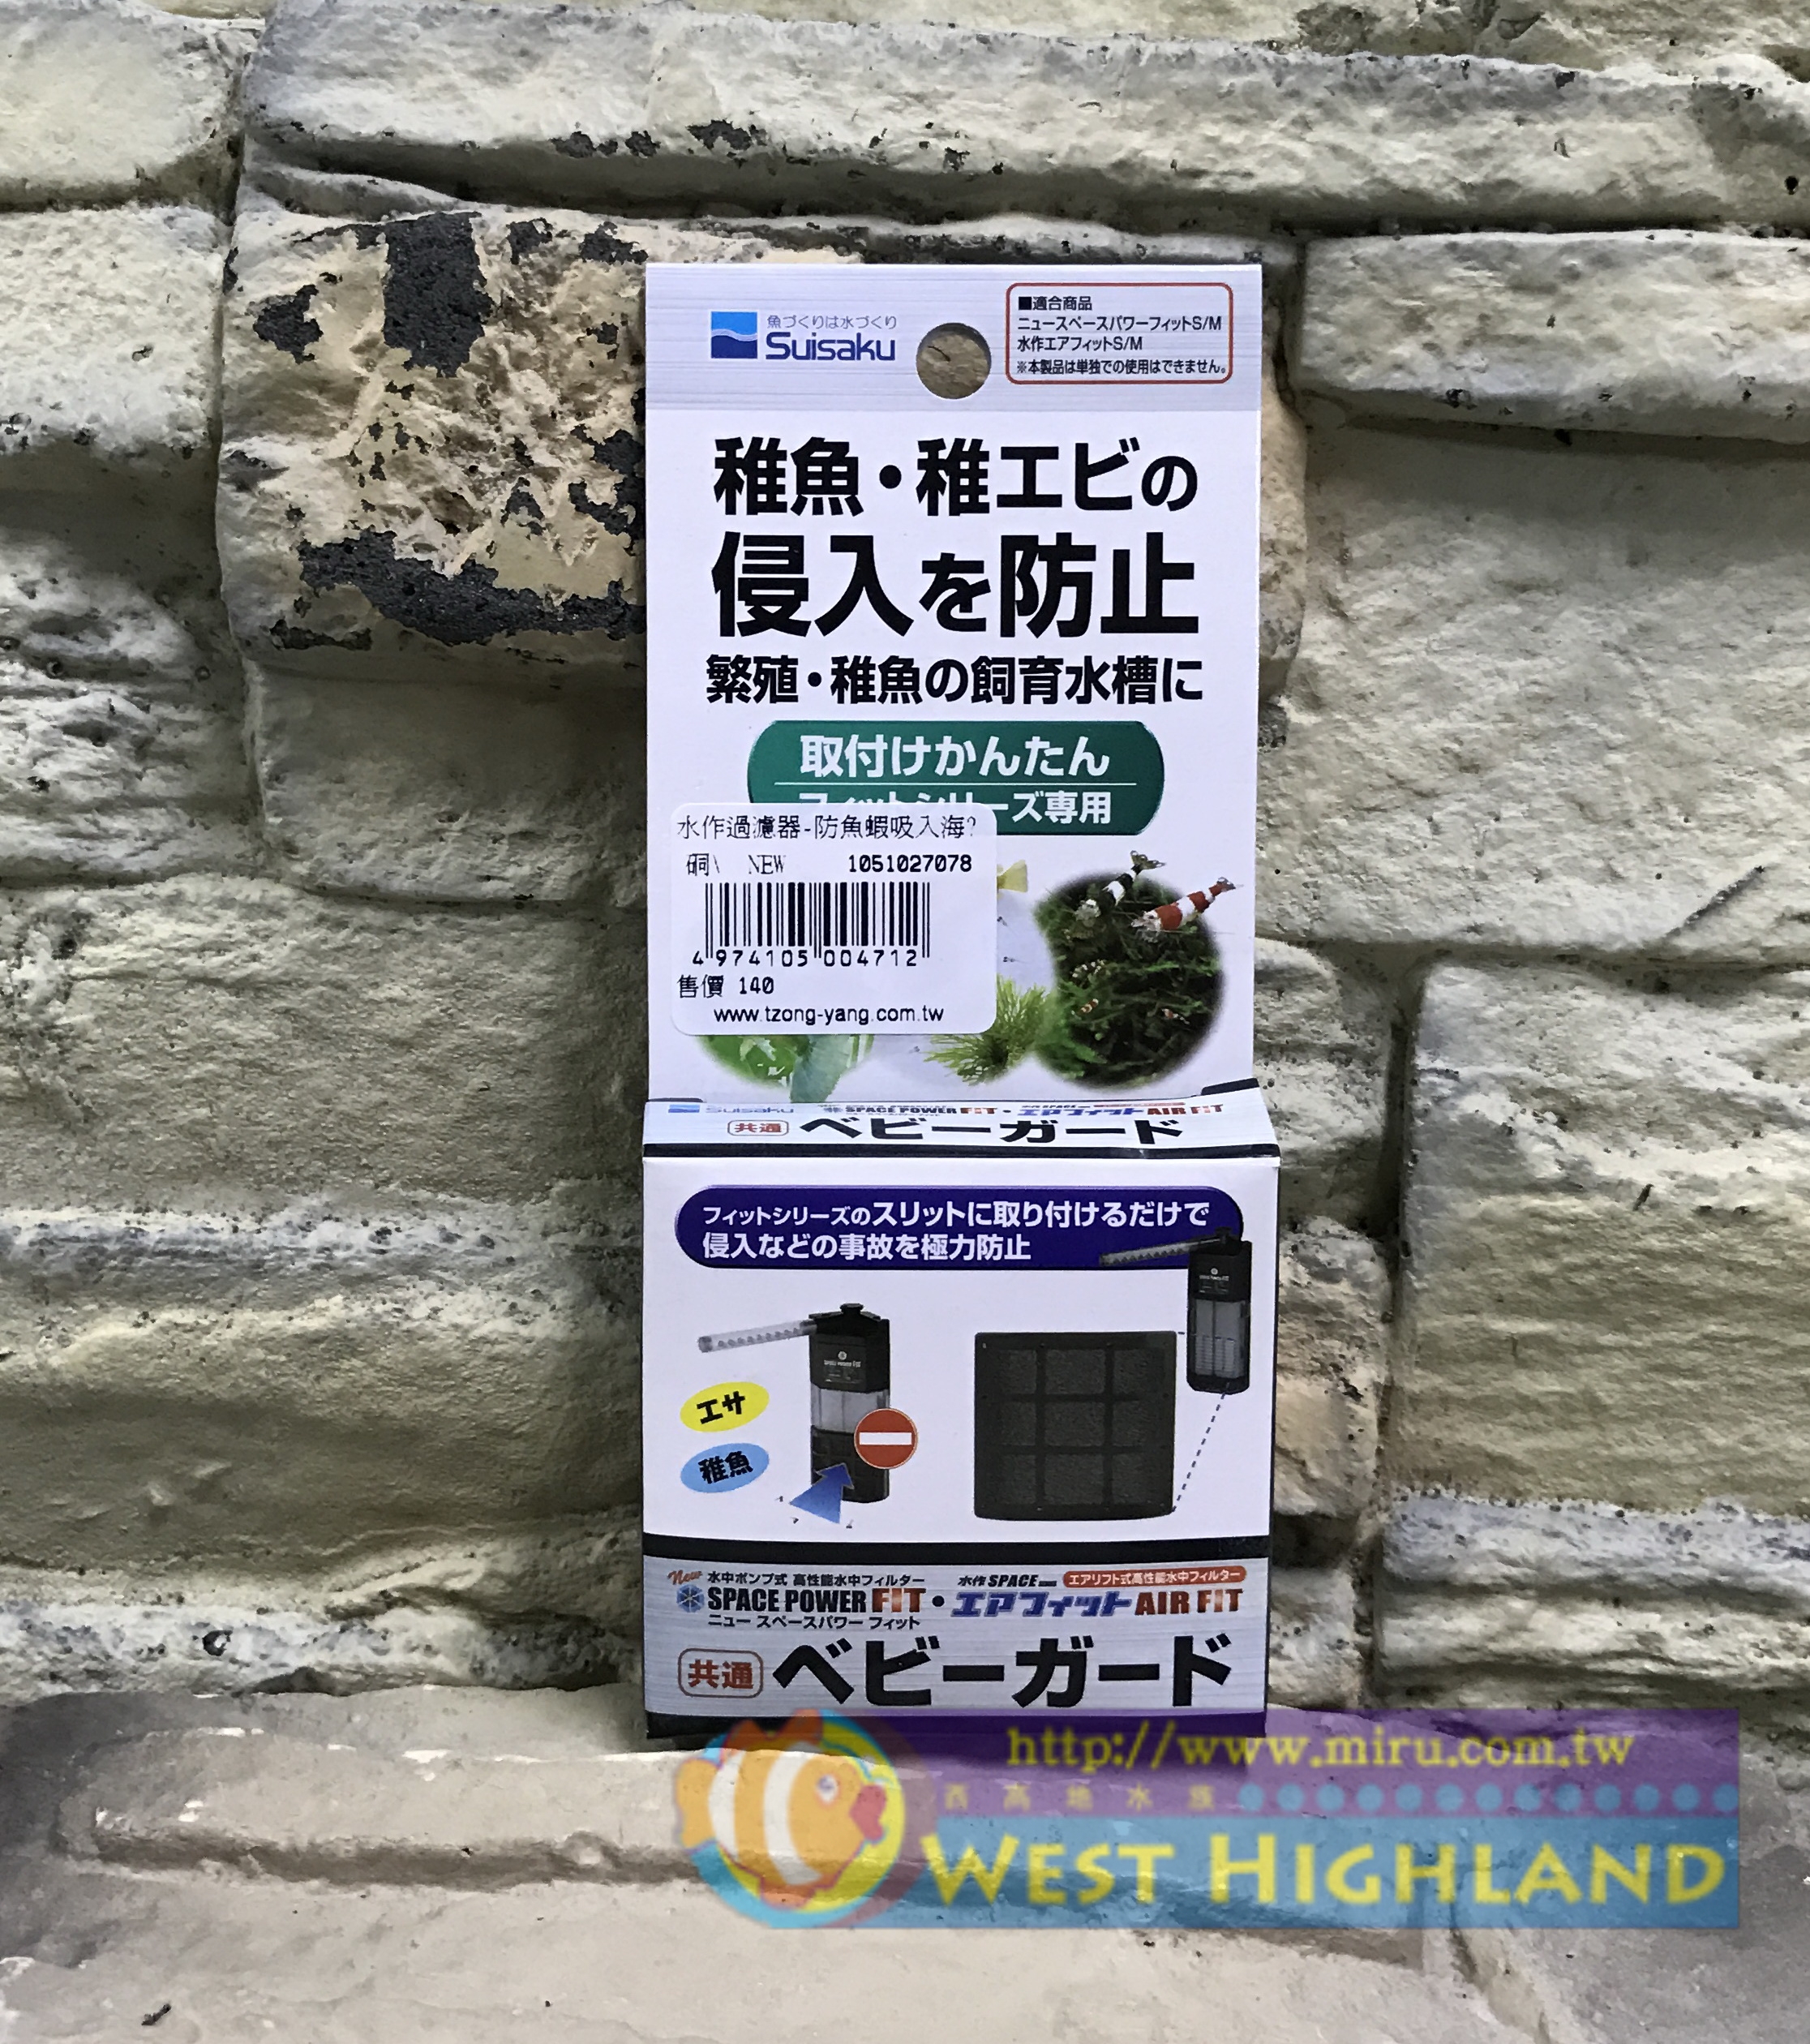 魚づくりは水づくり
Suisaku
■適合商品
ニュースペースパワーフィットS/M
水作エアフィットS/M
※本製品は単独での使用はできません。
稚魚・稚エビの
侵入を防止
繁殖・稚魚の飼育水槽に
取付けかんたん
フィットシリーズ専用
水作過濾器-防魚蝦吸入海?
NEW 1051027078
4 974105 004712
售價 140
www.tzong-yang.com.tw
Suisaku SPACE POWER FIT・エアフィット AIR FIT
共通 ベビーガード
フィットシリーズのスリットに取り付けるだけで
侵入などの事故を極力防止
エサ
稚魚
New 水中ポンプ式 高性能水中フィルター 水作 SPACE エアリフト式高性能水中フィルター
SPACE POWER FIT・エアフィット AIR FIT
ニュー スペースパワー フィット
共通 ベビーガード
http://www.miru.com.tw
西高地水族
WEST HIGHLAND